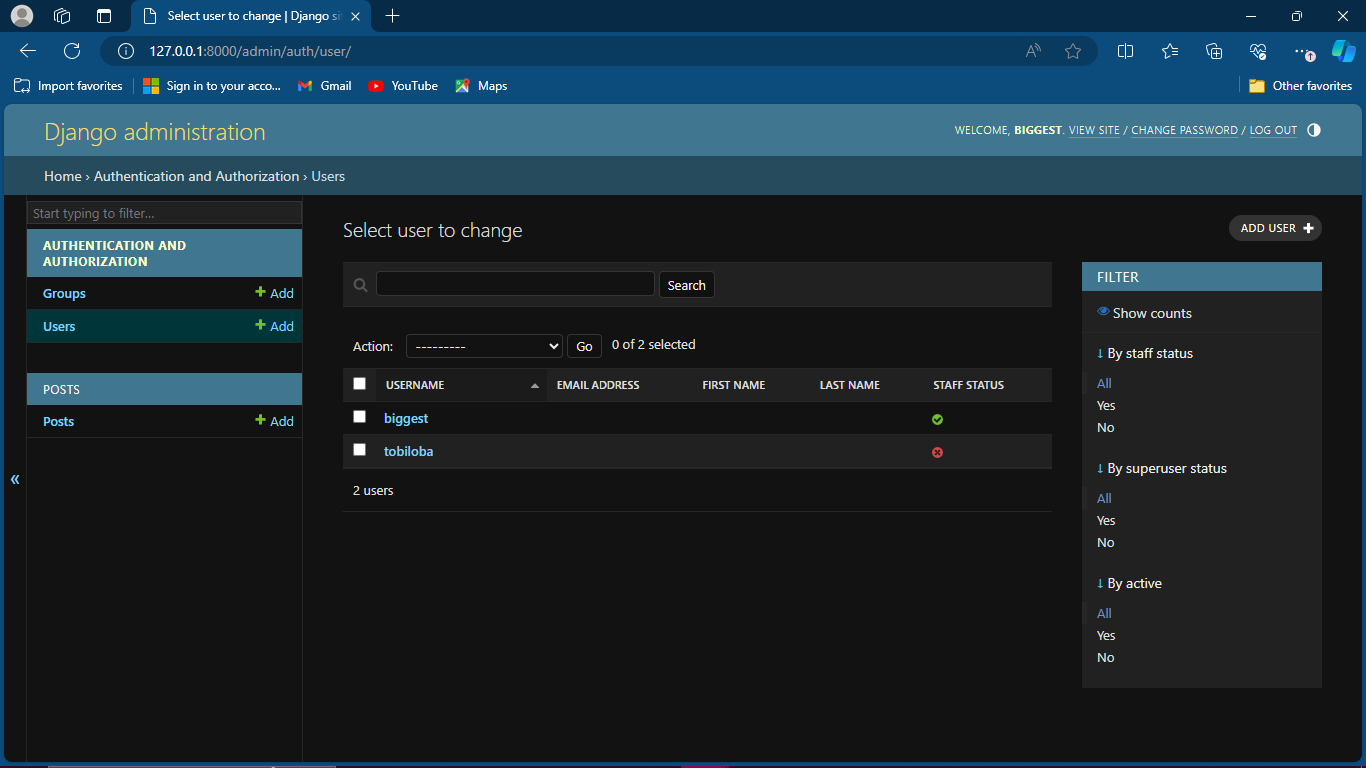 Select user to change | Django si
127.0.0.1:8000/admin/auth/user/
Import favorites
Sign in to your acco...
Gmail
YouTube
Maps
Other favorites
Django administration
WELCOME, BIGGEST. VIEW SITE / CHANGE PASSWORD / LOG OUT
Home › Authentication and Authorization › Users
Start typing to filter...
AUTHENTICATION AND
AUTHORIZATION
Groups + Add
Users + Add
POSTS
Posts + Add
«
Select user to change
ADD USER +
Search
Action: --------- Go 0 of 2 selected
USERNAME EMAIL ADDRESS FIRST NAME LAST NAME STAFF STATUS
biggest
tobiloba
2 users
FILTER
Show counts
↓ By staff status
All
Yes
No
↓ By superuser status
All
Yes
No
↓ By active
All
Yes
No